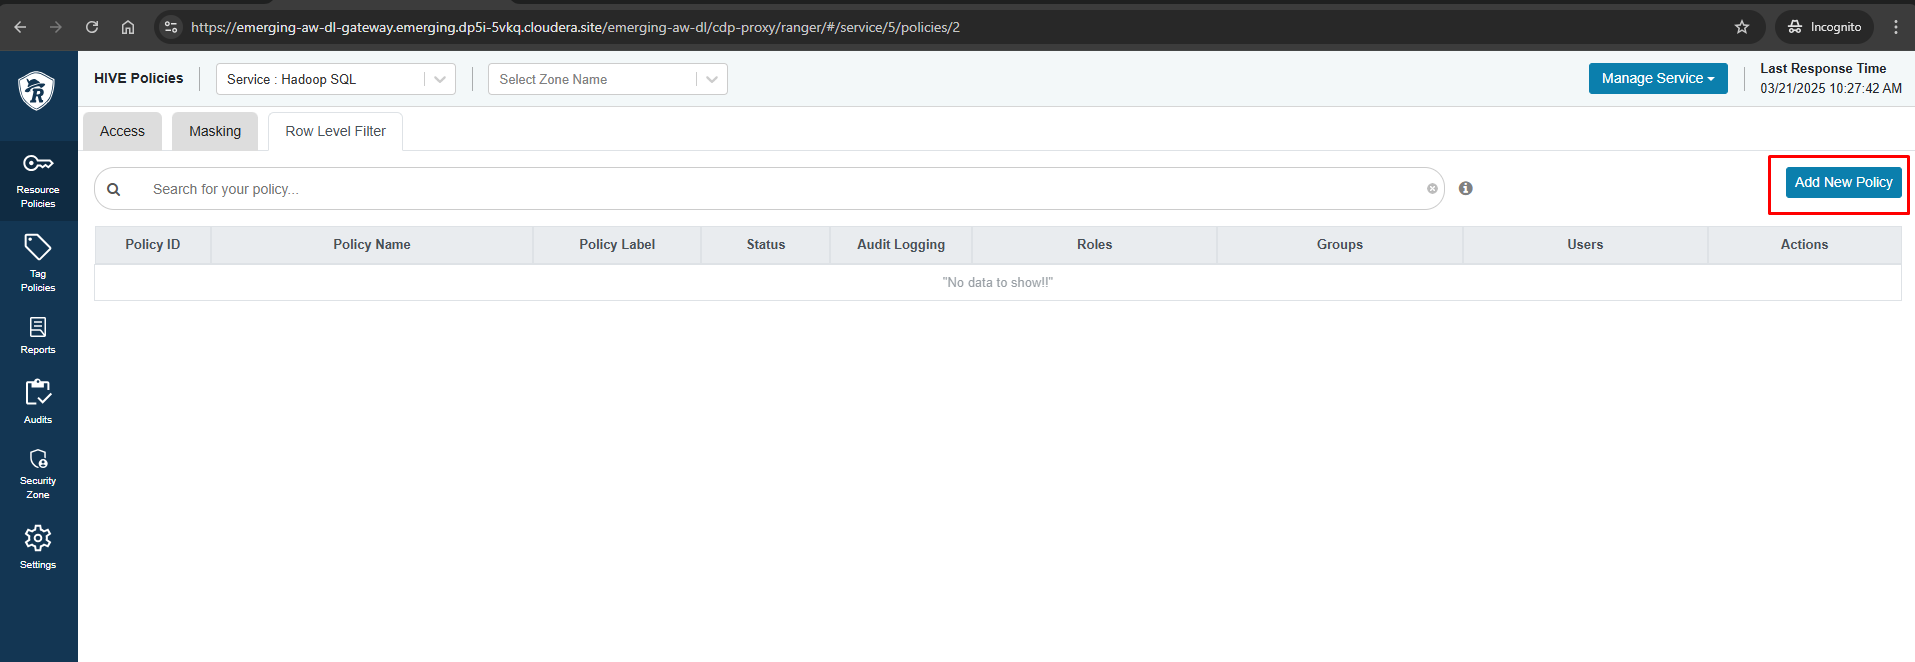 https://emerging-aw-dl-gateway.emerging.dp5i-5vkq.cloudera.site/emerging-aw-dl/cdp-proxy/ranger/#/service/5/policies/2
Incognito
R
HIVE Policies
Service : Hadoop SQL
Select Zone Name
Manage Service
Last Response Time
03/21/2025 10:27:42 AM
Access
Masking
Row Level Filter
Resource
Policies
Tag
Policies
Reports
Audits
Security
Zone
Settings
Search for your policy...
Add New Policy
Policy ID
Policy Name
Policy Label
Status
Audit Logging
Roles
Groups
Users
Actions
"No data to show!!"